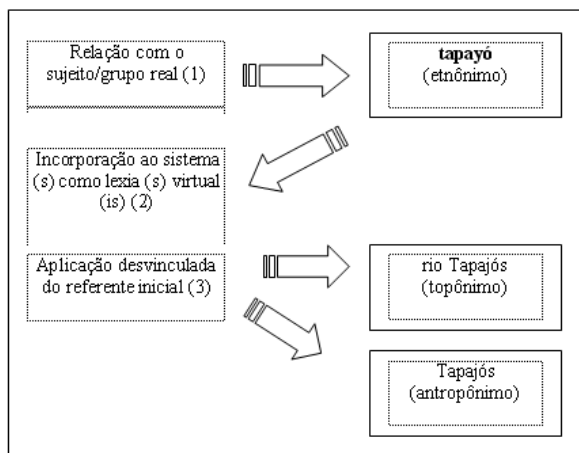 Relação com o
sujeito/grupo real (1)
tapayó
(etnônimo)
Incorporação ao sistema
(s) como lexia (s) virtual
(is) (2)
Aplicação desvinculada
do referente inicial (3)
rio Tapajós
(topônimo)
Tapajós
(antropônimo)